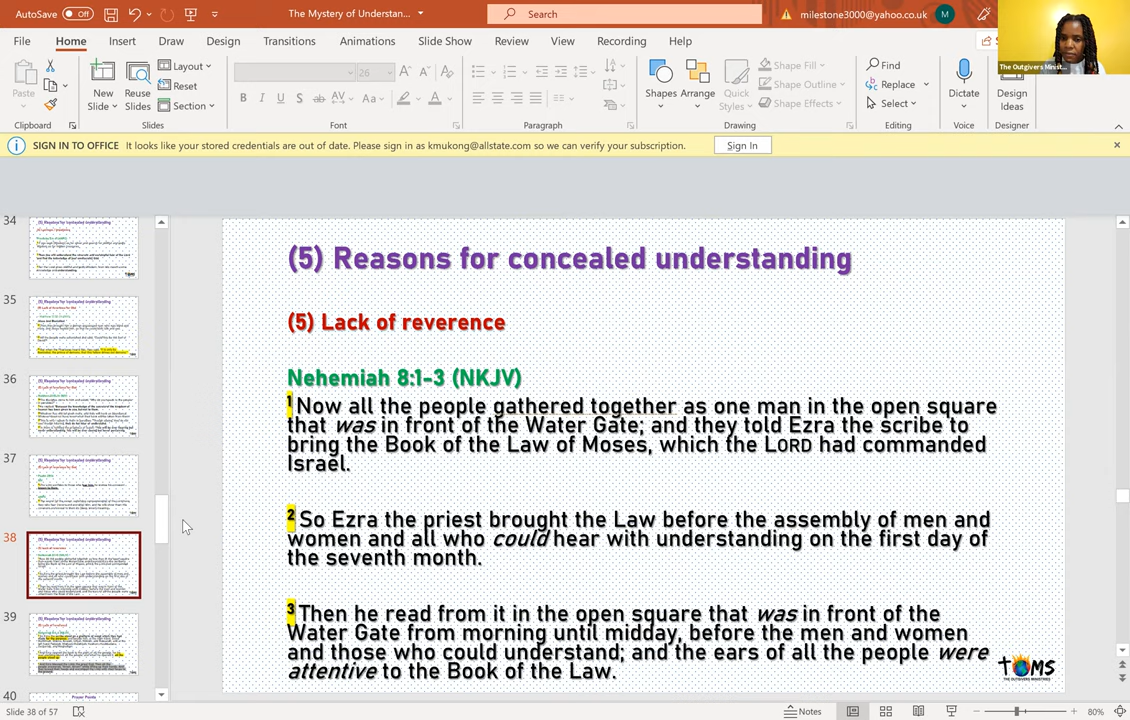 AutoSave Off The Mystery of Understan... Search milestone3000@yahoo.co.uk M
File Home Insert Draw Design Transitions Animations Slide Show Review View Recording Help
The Outgivers Minist...
Paste New Slide Reuse Slides Layout Reset Section 26 Shapes Arrange Quick Styles Shape Fill Shape Outline Shape Effects Find Replace Select Dictate Design Ideas
Clipboard Slides Font Paragraph Drawing Editing Voice Designer
SIGN IN TO OFFICE It looks like your stored credentials are out of date. Please sign in as kmukong@allstate.com so we can verify your subscription. Sign In
34
35
36
37
38
39
40
Prayer Points
(5) Reasons for concealed understanding
(5) Lack of reverence
Nehemiah 8:1-3 (NKJV)
1 Now all the people gathered together as one man in the open square
that was in front of the Water Gate; and they told Ezra the scribe to
bring the Book of the Law of Moses, which the LORD had commanded
Israel.
2 So Ezra the priest brought the Law before the assembly of men and
women and all who could hear with understanding on the first day of
the seventh month.
3 Then he read from it in the open square that was in front of the
Water Gate from morning until midday, before the men and women
and those who could understand; and the ears of all the people were
attentive to the Book of the Law.
TOMS
THE OUTGIVERS MINISTRIES
Slide 38 of 57 Notes 80%